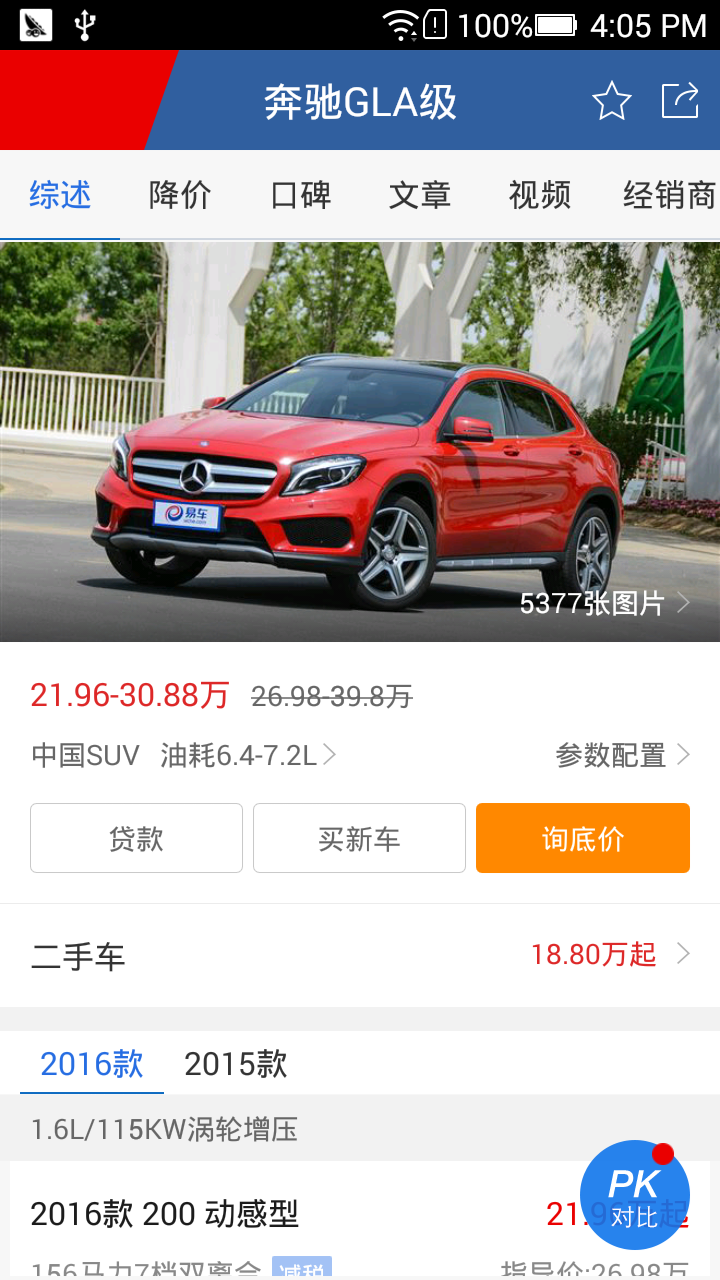 100% 4:05 PM
奔驰GLA级
综述 降价 口碑 文章 视频 经销商
易车
5377张图片
21.96-30.88万 26.98-39.8万
中国SUV 油耗6.4-7.2L 参数配置
贷款 买新车 询底价
二手车 18.80万起
2016款 2015款
1.6L/115KW涡轮增压
2016款 200 动感型 21.96万起
PK
对比
156马力7档双离合 减税 指导价:26.98万